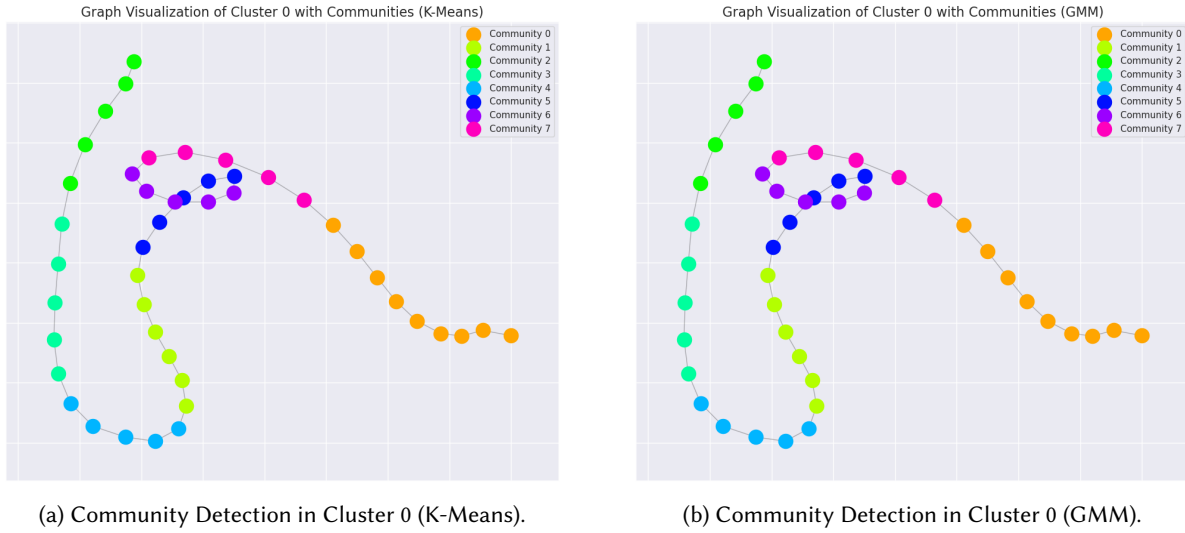 Graph Visualization of Cluster 0 with Communities (K-Means)
Community 0
Community 1
Community 2
Community 3
Community 4
Community 5
Community 6
Community 7
(a) Community Detection in Cluster 0 (K-Means).
Graph Visualization of Cluster 0 with Communities (GMM)
Community 0
Community 1
Community 2
Community 3
Community 4
Community 5
Community 6
Community 7
(b) Community Detection in Cluster 0 (GMM).